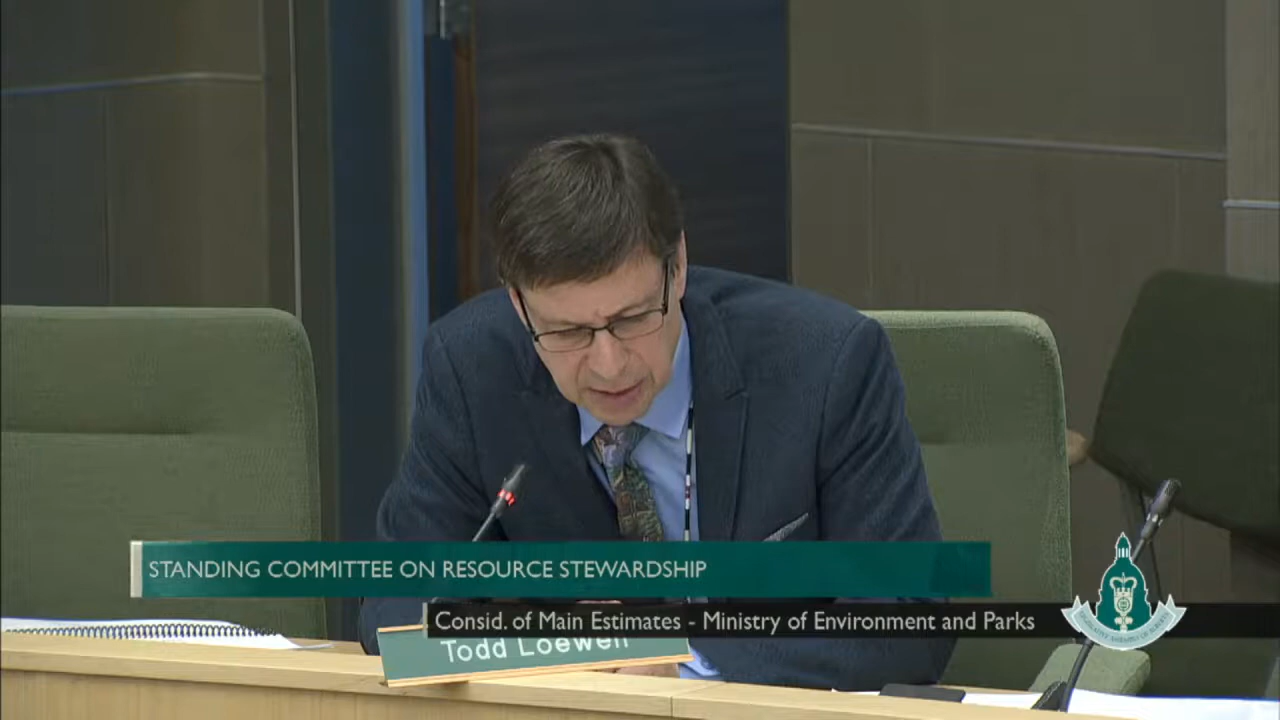 STANDING COMMITTEE ON RESOURCE STEWARDSHIP
Consid. of Main Estimates - Ministry of Environment and Parks
Todd Loewen